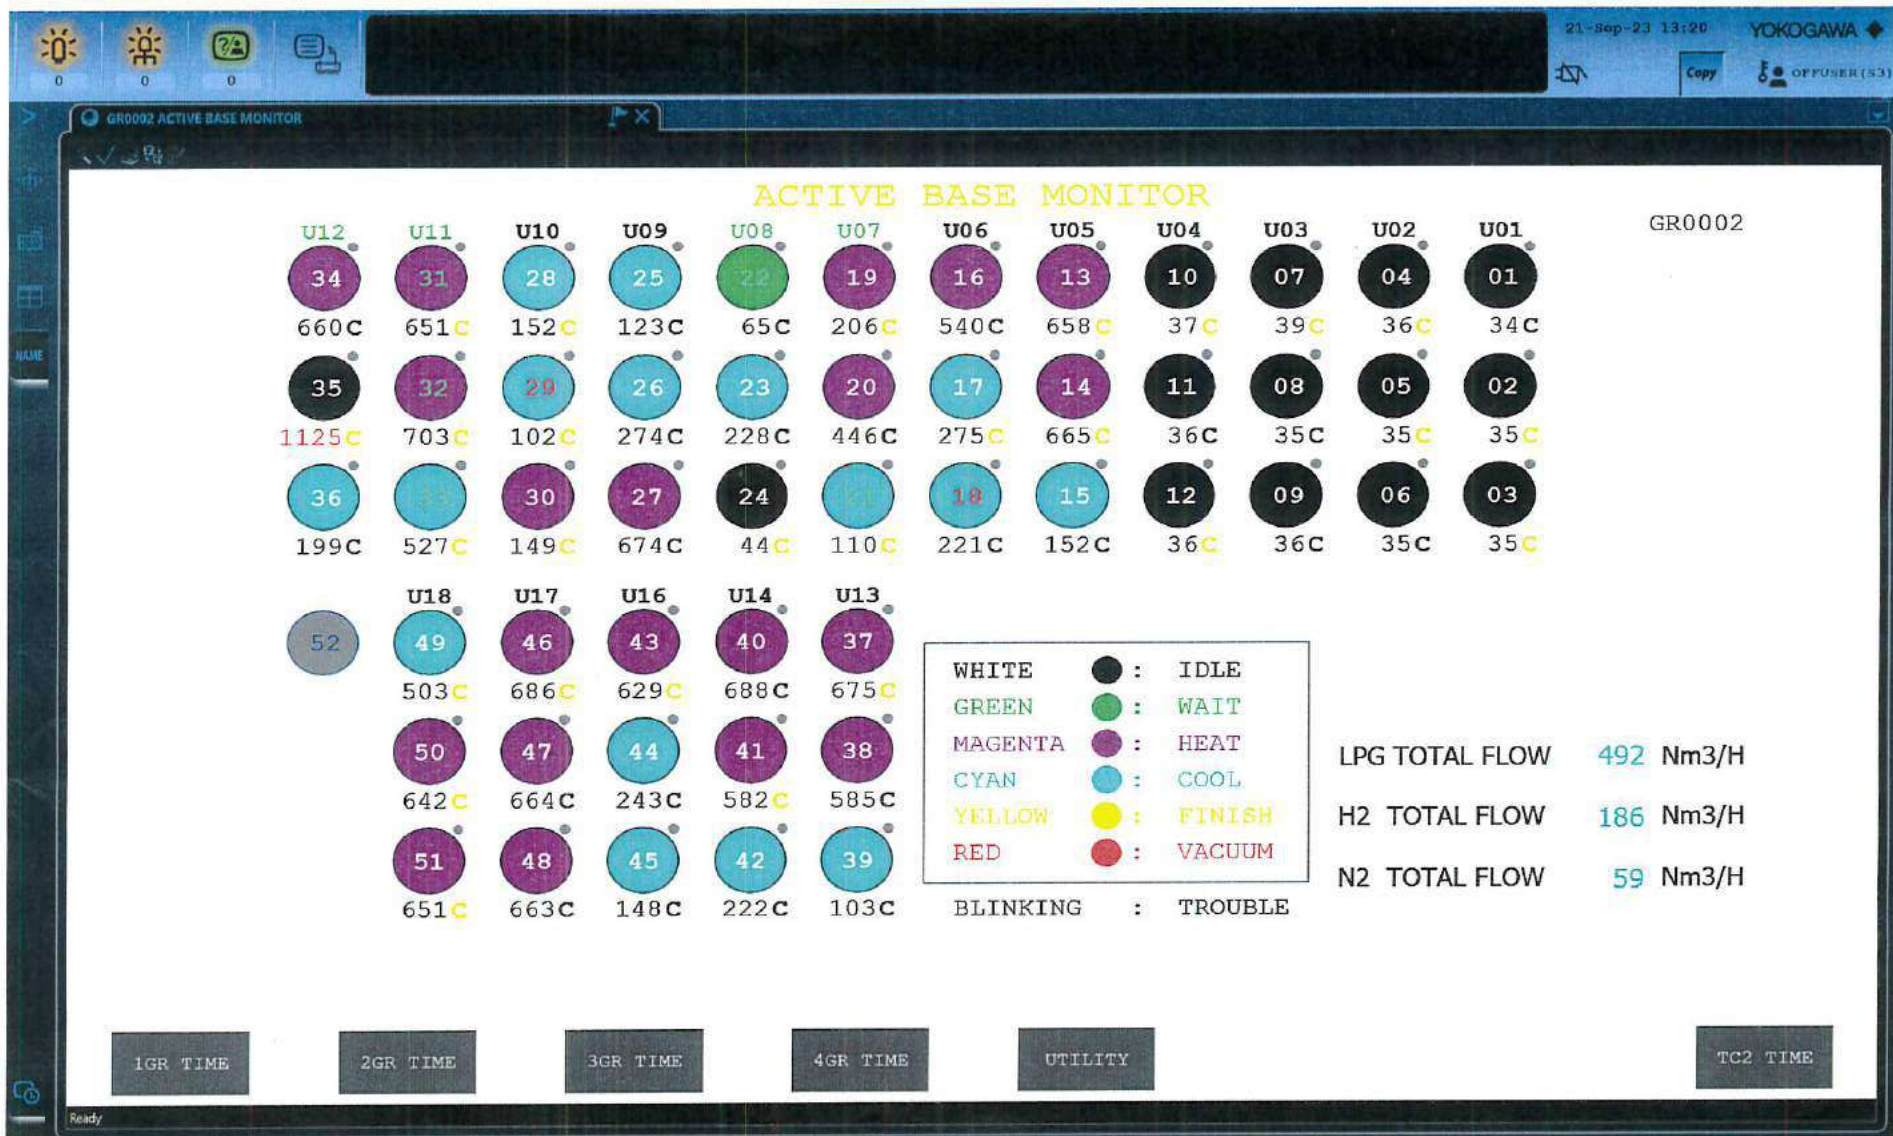 21-Sep-23 13:20 YOKOGAWA
0 0 0 Copy OFFUSER(S3)
GR0002 ACTIVE BASE MONITOR
NAME
ACTIVE BASE MONITOR
GR0002
U12 U11 U10 U09 U08 U07 U06 U05 U04 U03 U02 U01
34 31 28 25 22 19 16 13 10 07 04 01
660C 651C 152C 123C 65C 206C 540C 658C 37C 39C 36C 34C
35 32 29 26 23 20 17 14 11 08 05 02
1125C 703C 102C 274C 228C 446C 275C 665C 36C 35C 35C 35C
36 33 30 27 24 21 18 15 12 09 06 03
199C 527C 149C 674C 44C 110C 221C 152C 36C 36C 35C 35C
U18 U17 U16 U14 U13
52 49 46 43 40 37
503C 686C 629C 688C 675C
50 47 44 41 38
642C 664C 243C 582C 585C
51 48 45 42 39
651C 663C 148C 222C 103C
WHITE : IDLE
GREEN : WAIT
MAGENTA : HEAT
CYAN : COOL
YELLOW : FINISH
RED : VACUUM
BLINKING : TROUBLE
LPG TOTAL FLOW 492 Nm3/H
H2 TOTAL FLOW 186 Nm3/H
N2 TOTAL FLOW 59 Nm3/H
1GR TIME 2GR TIME 3GR TIME 4GR TIME UTILITY TC2 TIME
Ready